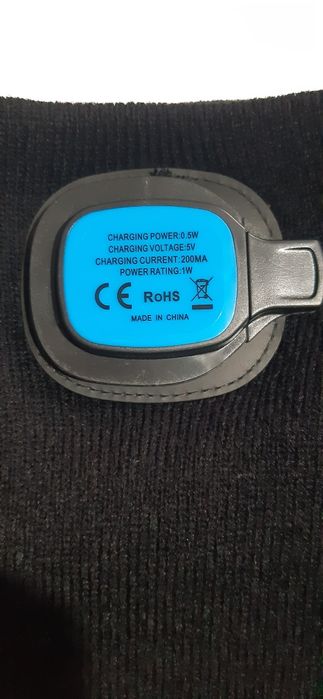 CHARGING POWER:0.5W
CHARGING VOLTAGE:5V
CHARGING CURRENT:200MA
POWER RATING:1W
CE RoHS
MADE IN CHINA